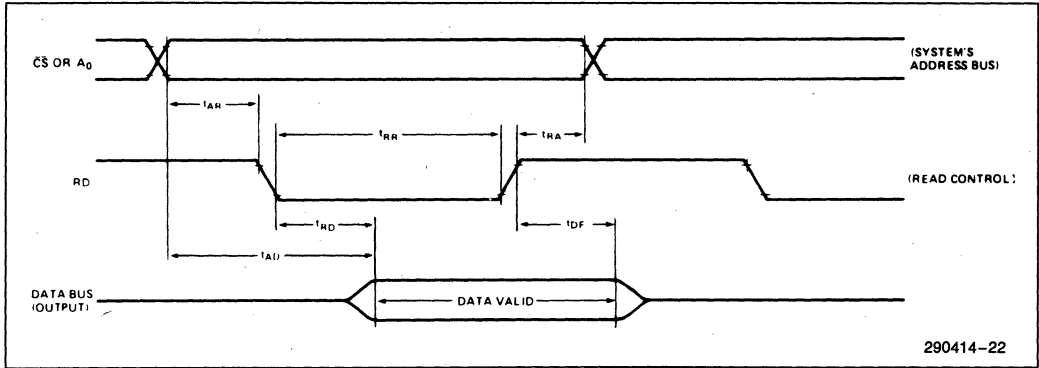 C̅S̅ OR A₀
(SYSTEM'S
ADDRESS BUS)
tAR
tRR
tRA
RD
(READ CONTROL)
tRD
tDF
tAD
DATA BUS
(OUTPUT)
DATA VALID
290414–22